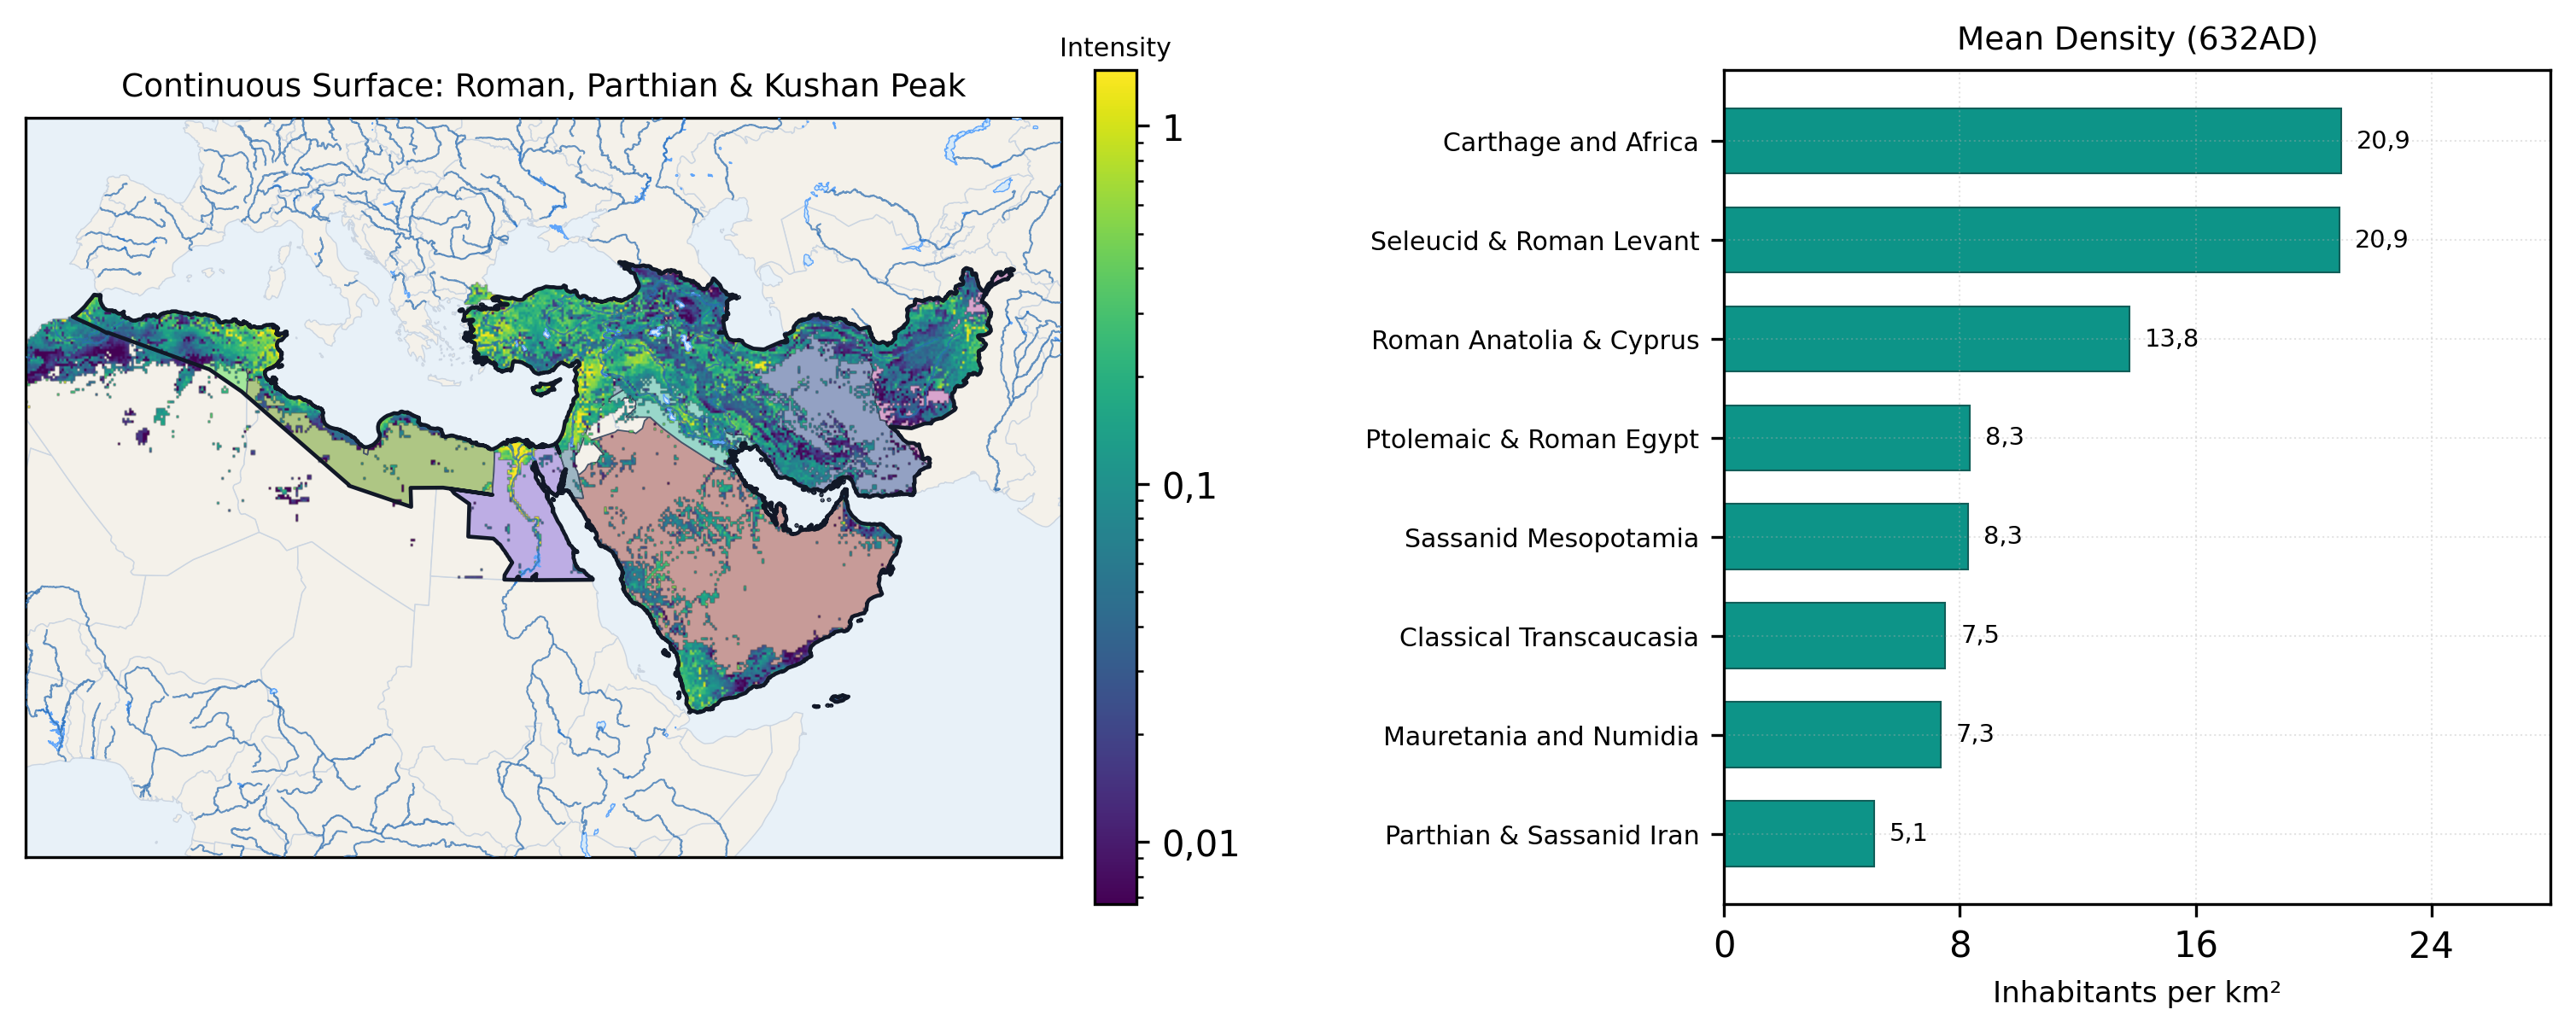 Continuous Surface: Roman, Parthian & Kushan Peak
Intensity
1
0,1
0,01
Mean Density (632AD)
Carthage and Africa
20,9
Seleucid & Roman Levant
20,9
Roman Anatolia & Cyprus
13,8
Ptolemaic & Roman Egypt
8,3
Sassanid Mesopotamia
8,3
Classical Transcaucasia
7,5
Mauretania and Numidia
7,3
Parthian & Sassanid Iran
5,1
0 8 16 24
Inhabitants per km²